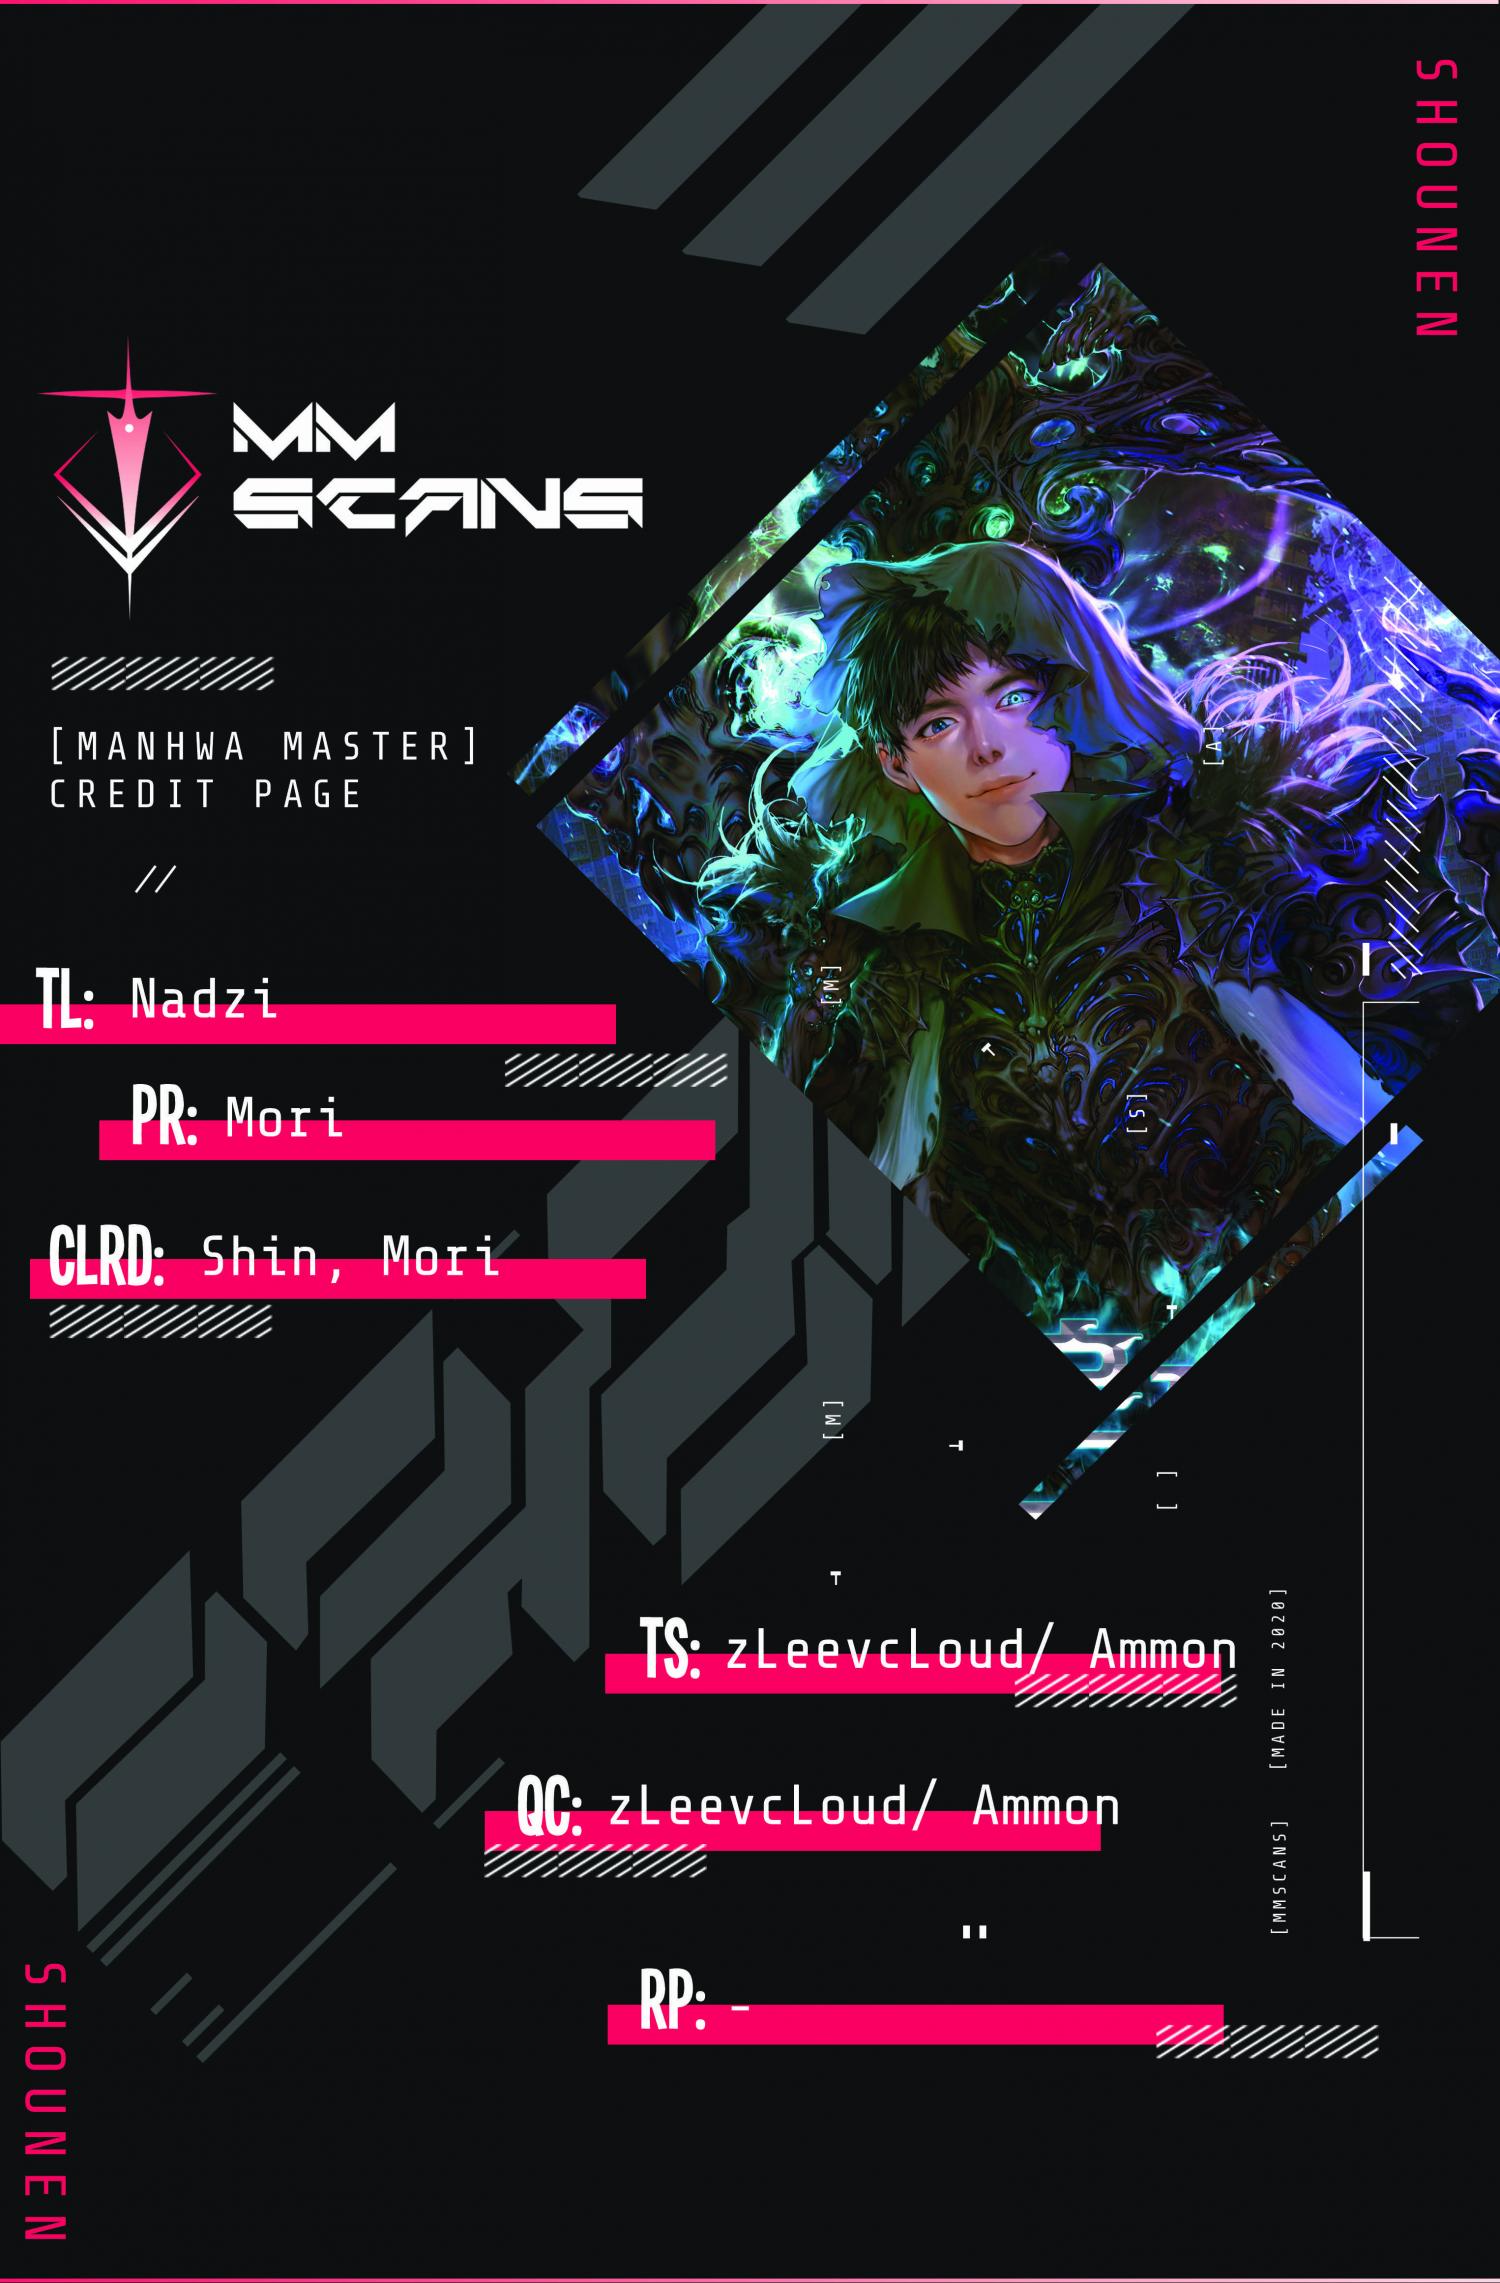 SHOUNEN
MM
SCANS
[MANHWA MASTER]
CREDIT PAGE
//
[A]
TL: Nadzi
[M]
PR: Mori
[S]
CLRD: Shin, Mori
[M]
[ ]
TS: zLeevcLoud/ Ammon
[MADE IN 2020]
QC: zLeevcLoud/ Ammon
[MMSCANS]
RP: -
SHOUNEN